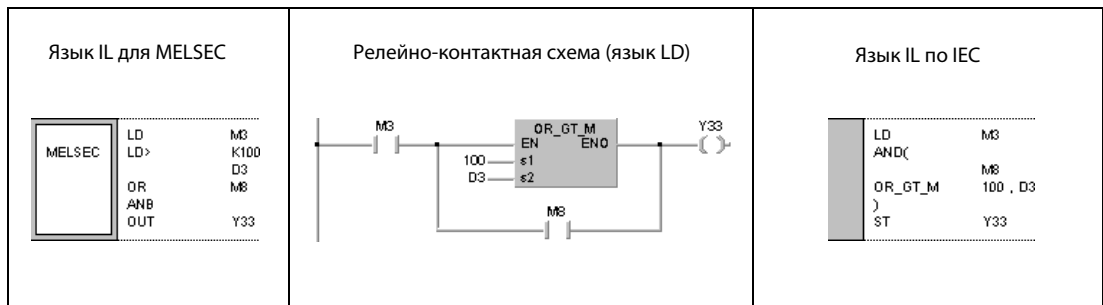 Язык IL для MELSEC
Релейно-контактная схема (язык LD)
Язык IL по IEC
MELSEC
LD M3
LD> K100
D3
OR M8
ANB
OUT Y33
M3
OR_GT_M
EN ENO
100 s1
D3 s2
Y33
M8
LD M3
AND(
M8
OR_GT_M 100 , D3
)
ST Y33